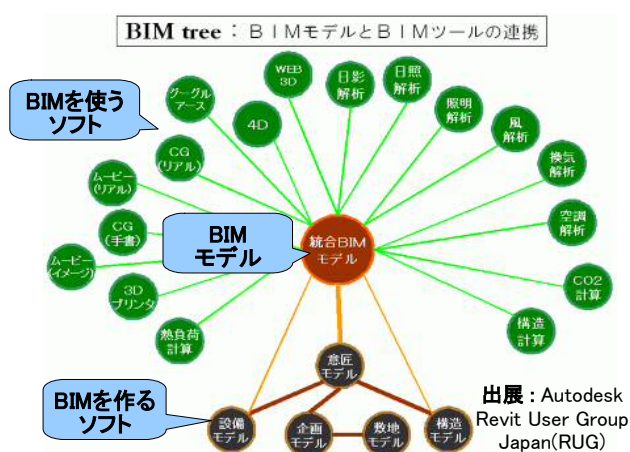 BIM tree : ＢＩＭモデルとＢＩＭツールの連携
BIMを使う
ソフト
グーグル
アース
WEB
3D
日影
解析
日照
解析
照明
解析
4D
風
解析
CG
(リアル)
換気
解析
ムービー
(リアル)
CG
(手書)
BIM
モデル
統合BIM
モデル
空調
解析
ムービー
(イメージ)
3D
プリンタ
CO2
計算
熱負荷
計算
構造
計算
意匠
モデル
BIMを作る
ソフト
設備
モデル
企画
モデル
敷地
モデル
構造
モデル
出展 : Autodesk
Revit User Group
Japan(RUG)